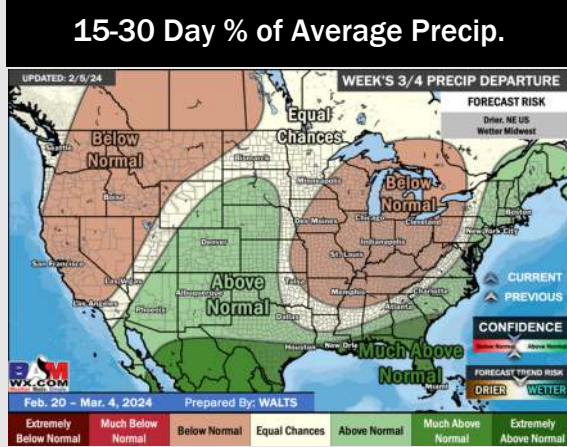 15-30 Day % of Average Precip.
UPDATED: 2/5/24
WEEK'S 3/4 PRECIP DEPARTURE
FORECAST RISK
Drier. NE US
Wetter Midwest
Equal
Chances
Seattle
Below
Normal
Bismarck
Minneapolis
Below
Normal
Boise
Boston
Des Moines
Chicago
Cleveland
New York City
Denver
Indianapolis
San Francisco
St. Louis
Las Vegas
Above
Normal
Tulsa
CURRENT
Albuquerque
Memphis
Charlotte
PREVIOUS
Los Angeles
Phoenix
Atlanta
Dallas
CONFIDENCE
Below Normal
Above Normal
Houston
New Orle
Much Above
Normal
FORECAST TREND RISK
DRIER
WETTER
Miami
BAM
WX.COM
Feb. 20 – Mar. 4, 2024
Prepared By: WALTS
Extremely
Below Normal
Much Below
Normal
Below Normal
Equal Chances
Above Normal
Much Above
Normal
Extremely
Above Normal